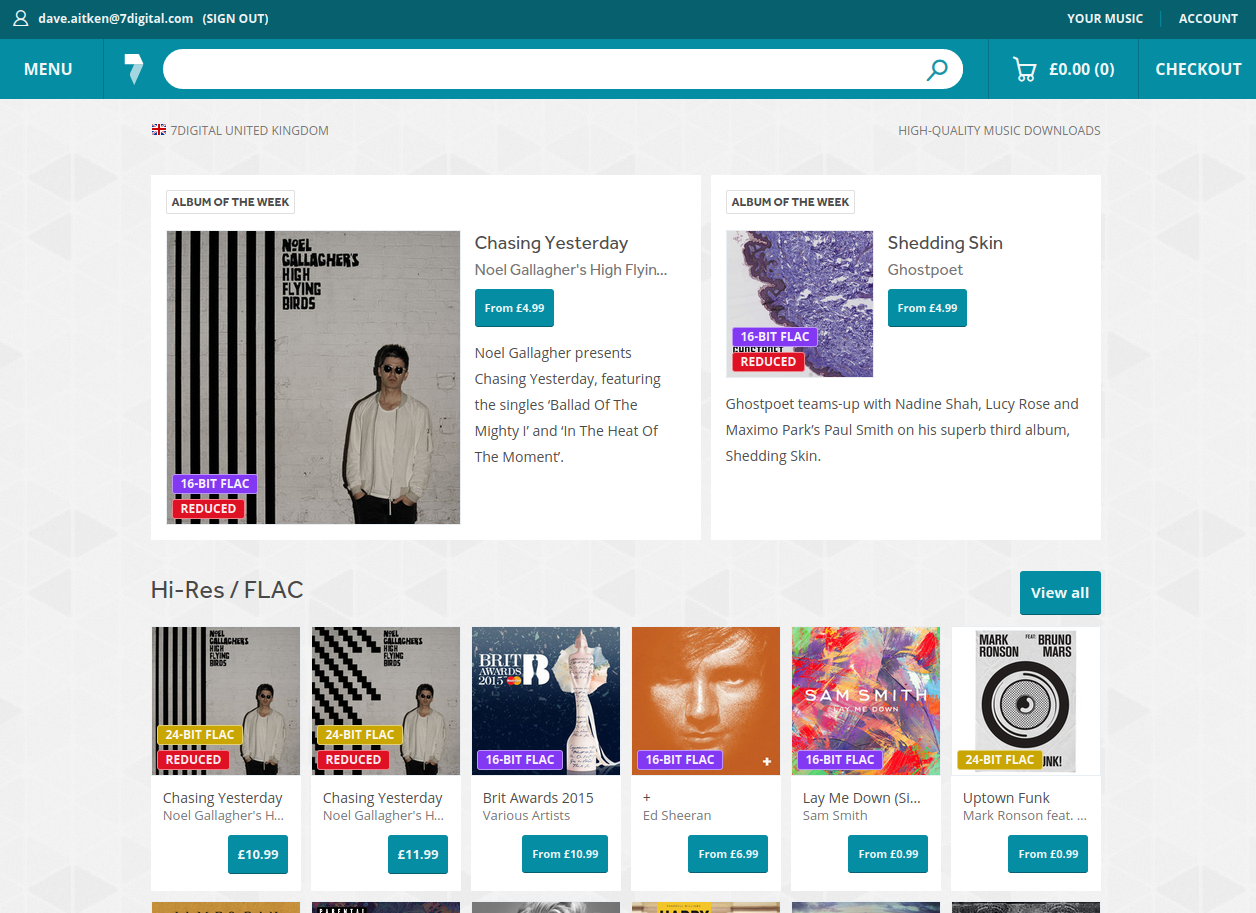 dave.aitken@7digital.com (SIGN OUT)
YOUR MUSIC
ACCOUNT
MENU
7
£0.00 (0)
CHECKOUT
7DIGITAL UNITED KINGDOM
HIGH-QUALITY MUSIC DOWNLOADS
ALBUM OF THE WEEK
NOEL
GALLAGHER'S
HIGH
FLYING
BIRDS
16-BIT FLAC
REDUCED
Chasing Yesterday
Noel Gallagher's High Flyin...
From £4.99
Noel Gallagher presents
Chasing Yesterday, featuring
the singles ‘Ballad Of The
Mighty I’ and ‘In The Heat Of
The Moment’.
ALBUM OF THE WEEK
16-BIT FLAC
REDUCED
Shedding Skin
Ghostpoet
From £4.99
Ghostpoet teams-up with Nadine Shah, Lucy Rose and
Maximo Park’s Paul Smith on his superb third album,
Shedding Skin.
Hi-Res / FLAC
View all
NOEL
GALLAGHER'S
HIGH
FLYING
BIRDS
24-BIT FLAC
REDUCED
Chasing Yesterday
Noel Gallagher's H...
£10.99
NOEL
GALLAGHER'S
HIGH
FLYING
BIRDS
24-BIT FLAC
REDUCED
Chasing Yesterday
Noel Gallagher's H...
£11.99
BRIT
AWARDS
2015
16-BIT FLAC
Brit Awards 2015
Various Artists
From £10.99
+
16-BIT FLAC
+
Ed Sheeran
From £6.99
SAM SMITH
LAY ME DOWN
16-BIT FLAC
Lay Me Down (Si...
Sam Smith
From £0.99
MARK
RONSON
FEAT.
BRUNO
MARS
24-BIT FLAC
UNK!
Uptown Funk
Mark Ronson feat. ...
From £0.99